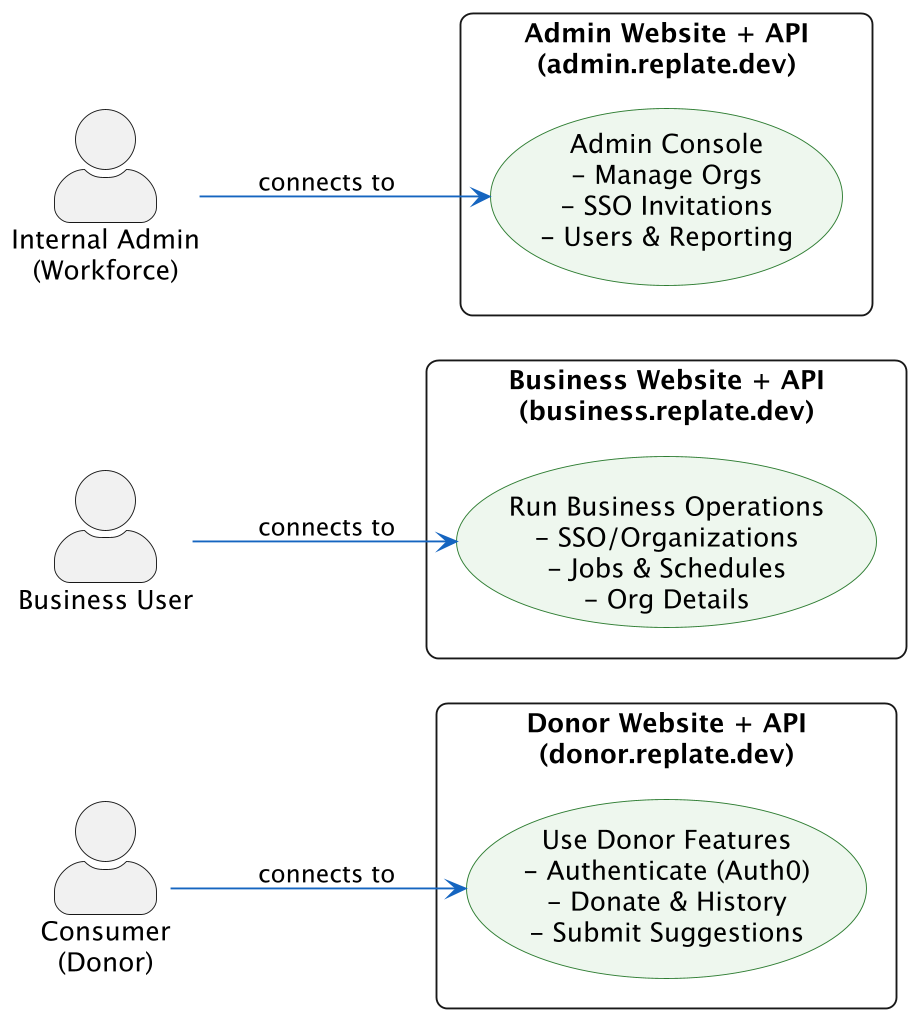 Admin Website + API
(admin.replate.dev)
Admin Console
– Manage Orgs
– SSO Invitations
– Users & Reporting
connects to
Internal Admin
(Workforce)
Business Website + API
(business.replate.dev)
Run Business Operations
– SSO/Organizations
– Jobs & Schedules
– Org Details
connects to
Business User
Donor Website + API
(donor.replate.dev)
Use Donor Features
– Authenticate (Auth0)
– Donate & History
– Submit Suggestions
connects to
Consumer
(Donor)